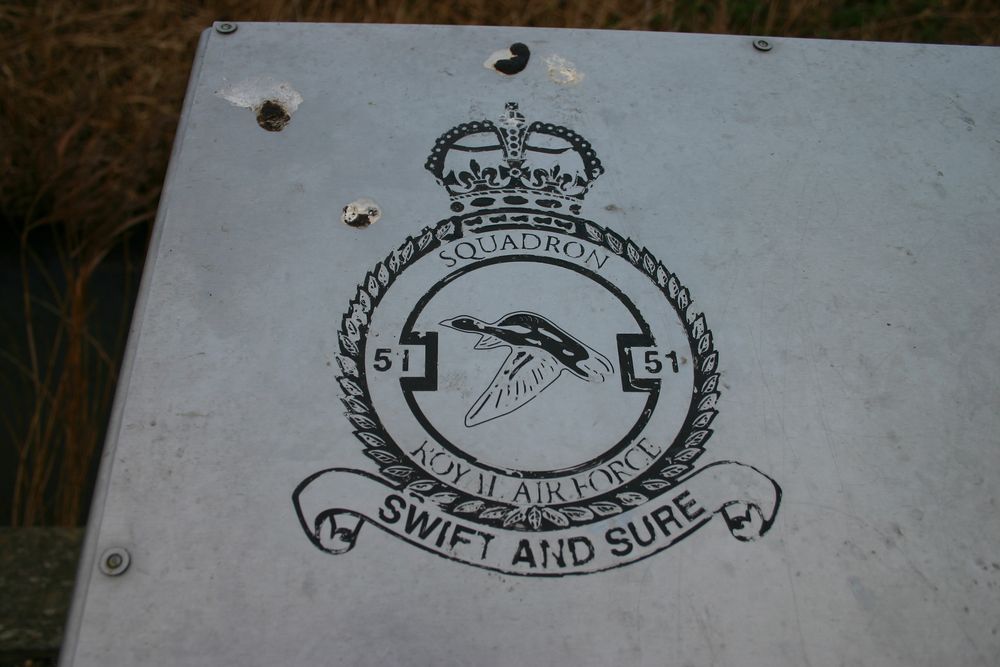 SQUADRON
51 51
ROYAL AIR FORCE
SWIFT AND SURE